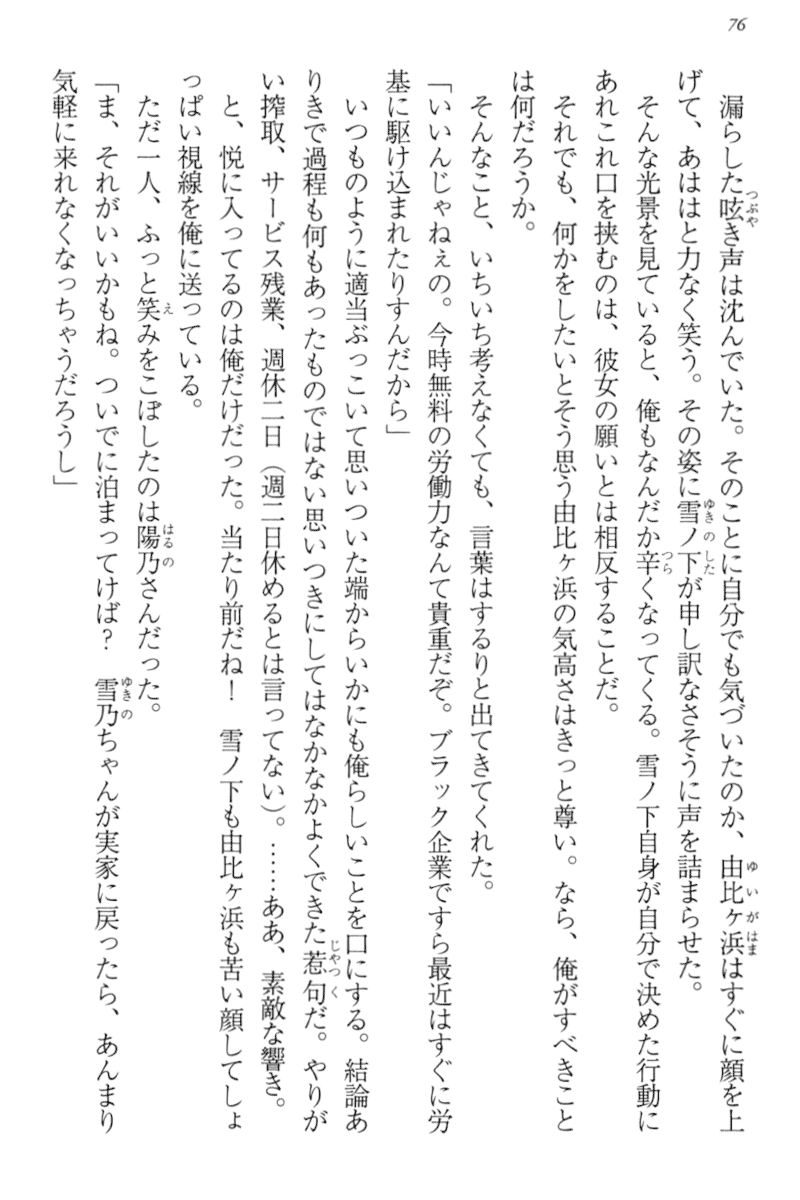 76
漏らした呟き声は沈んでいた。そのことに自分でも気づいたのか、由比ヶ浜はすぐに顔を上
げて、あははと力なく笑う。その姿に雪ノ下が申し訳なさそうに声を詰まらせた。
そんな光景を見ていると、俺もなんだか辛くなってくる。雪ノ下自身が自分で決めた行動に
あれこれ口を挟むのは、彼女の願いとは相反することだ。
それでも、何かをしたいとそう思う由比ヶ浜の気高さはきっと尊い。なら、俺がすべきこと
は何だろうか。
そんなこと、いちいち考えなくても、言葉はするりと出てきてくれた。
「いいんじゃねぇの。今時無料の労働力なんて貴重だぞ。ブラック企業ですら最近はすぐに労
基に駆け込まれたりすんだから」
いつものように適当ぶっこいて思いついた端からいかにも俺らしいことを口にする。結論あ
りきで過程も何もあったものではない思いつきにしてはなかなかよくできた惹句だ。やりが
い搾取、サービス残業、週休二日（週二日休めるとは言ってない）。……ああ、素敵な響き。
と、悦に入ってるのは俺だけだった。当たり前だね！　雪ノ下も由比ヶ浜も苦い顔してしょ
っぱい視線を俺に送っている。
ただ一人、ふっと笑みをこぼしたのは陽乃さんだった。
「ま、それがいいかもね。ついでに泊まってけば？　雪乃ちゃんが実家に戻ったら、あんまり
気軽に来れなくなっちゃうだろうし」